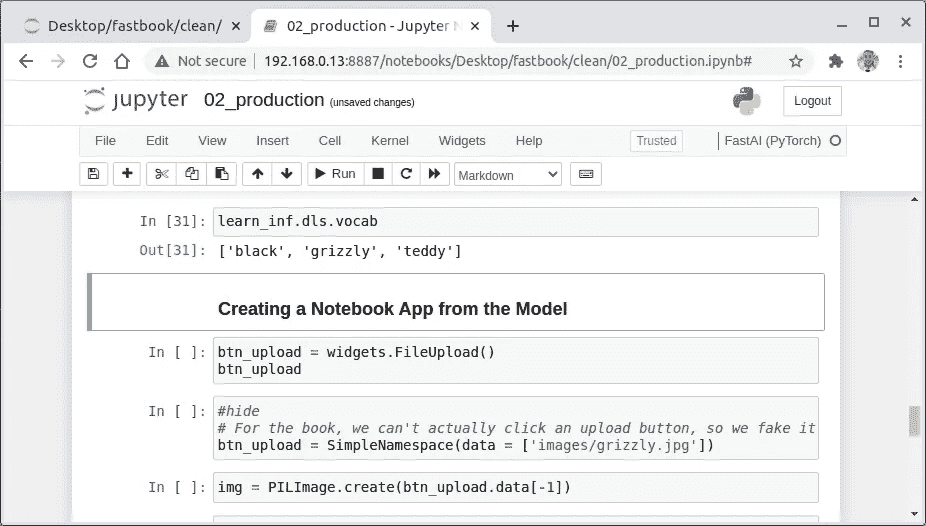 Desktop/fastbook/clean/
02_production - Jupyter N
Not secure
192.168.0.13:8887/notebooks/Desktop/fastbook/clean/02_production.ipynb#
jupyter 02_production (unsaved changes)
Logout
File Edit View Insert Cell Kernel Widgets Help
Trusted
FastAI (PyTorch)
Run
Markdown
In [31]: learn_inf.dls.vocab
Out[31]: ['black', 'grizzly', 'teddy']
Creating a Notebook App from the Model
In [ ]: btn_upload = widgets.FileUpload()
btn_upload
In [ ]: #hide
# For the book, we can't actually click an upload button, so we fake it
btn_upload = SimpleNamespace(data = ['images/grizzly.jpg'])
In [ ]: img = PILImage.create(btn_upload.data[-1])